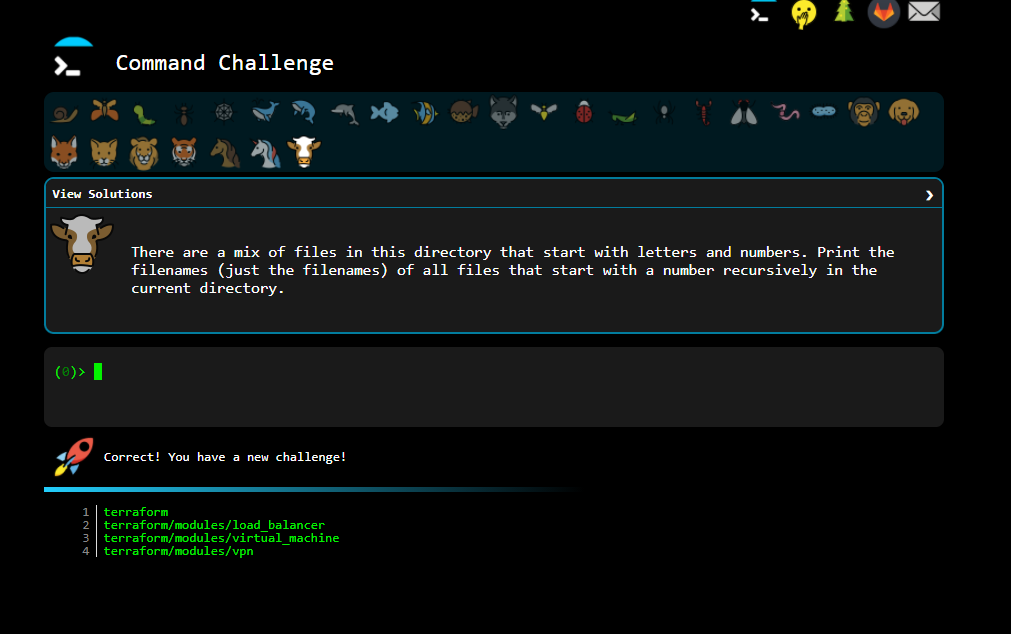 Command Challenge
View Solutions
There are a mix of files in this directory that start with letters and numbers. Print the
filenames (just the filenames) of all files that start with a number recursively in the
current directory.
(0)>
Correct! You have a new challenge!
1 terraform
2 terraform/modules/load_balancer
3 terraform/modules/virtual_machine
4 terraform/modules/vpn